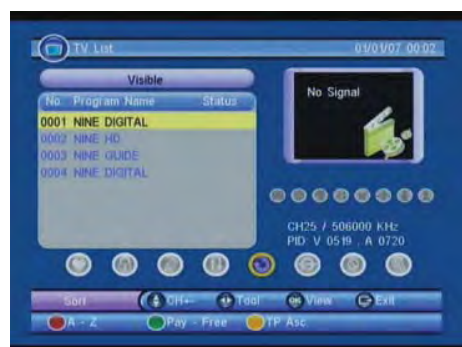 TV List
01/01/07 00:02
Visible
No. Program Name Status
0001 NINE DIGITAL
0002 NINE HD
0003 NINE GUIDE
0004 NINE DIGITAL
No Signal
CH25 / 506000 KHz
PID: V 0519 , A 0720
Sort CH+- Tool OK View Exit
A - Z Pay - Free TP Asc.